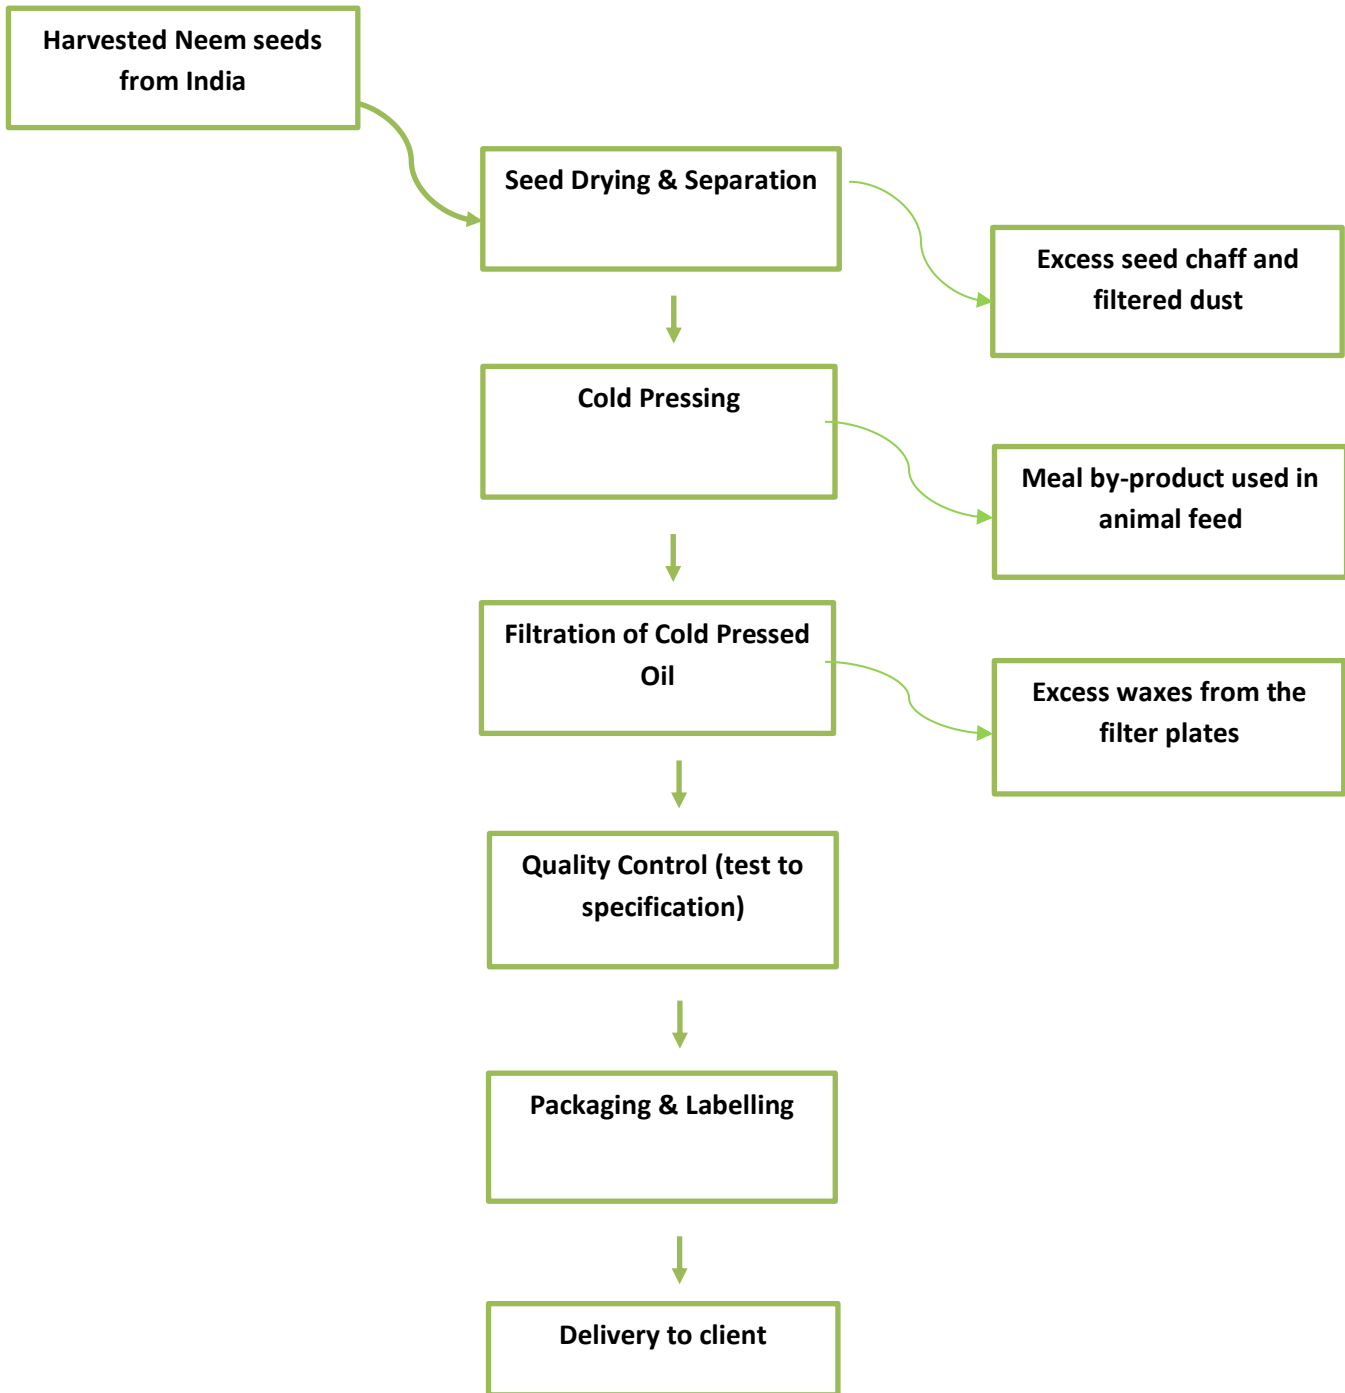 Harvested Neem seeds
from India
Seed Drying & Separation
Excess seed chaff and
filtered dust
Cold Pressing
Meal by-product used in
animal feed
Filtration of Cold Pressed
Oil
Excess waxes from the
filter plates
Quality Control (test to
specification)
Packaging & Labelling
Delivery to client